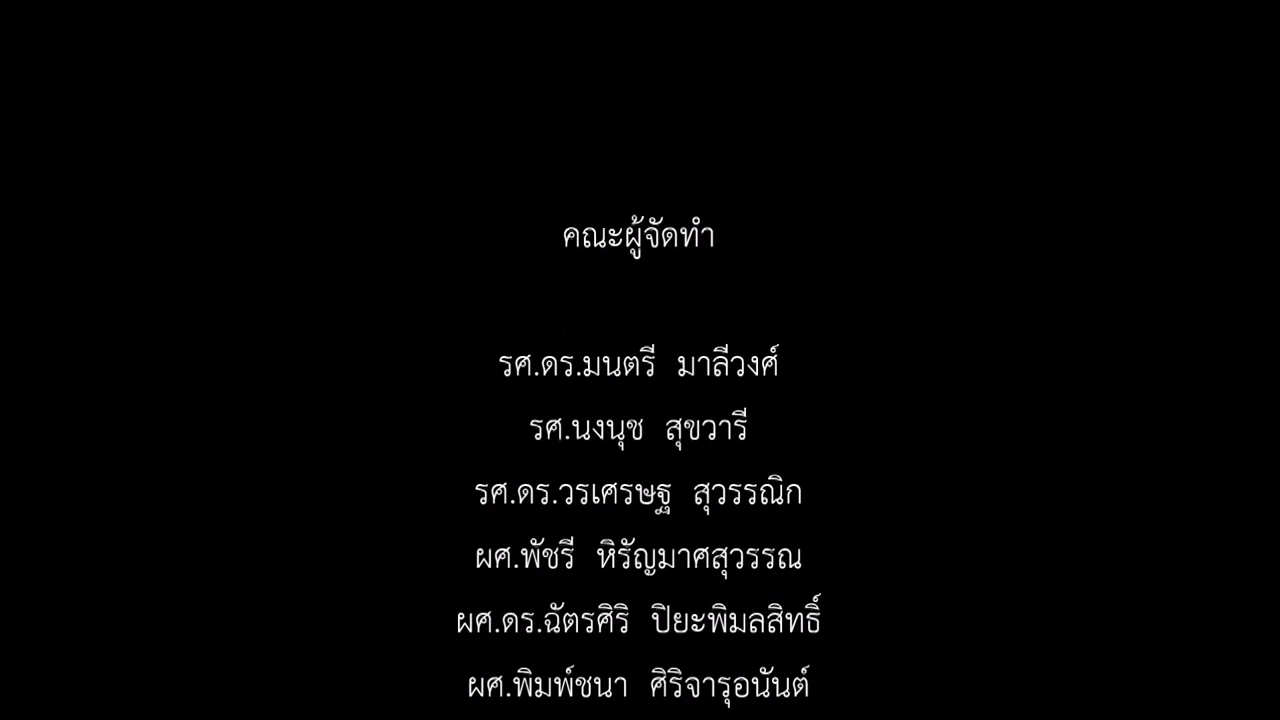 คณะผู้จัดทำ
รศ.ดร.มนตรี มาลีวงศ์
รศ.นงนุช สุขวารี
รศ.ดร.วรเศรษฐ สุวรรณิก
ผศ.พัชรี หิรัญมาศสุวรรณ
ผศ.ดร.ฉัตรศิริ ปิยะพิมลสิทธิ์
ผศ.พิมพ์ชนา ศิริจารุอนันต์